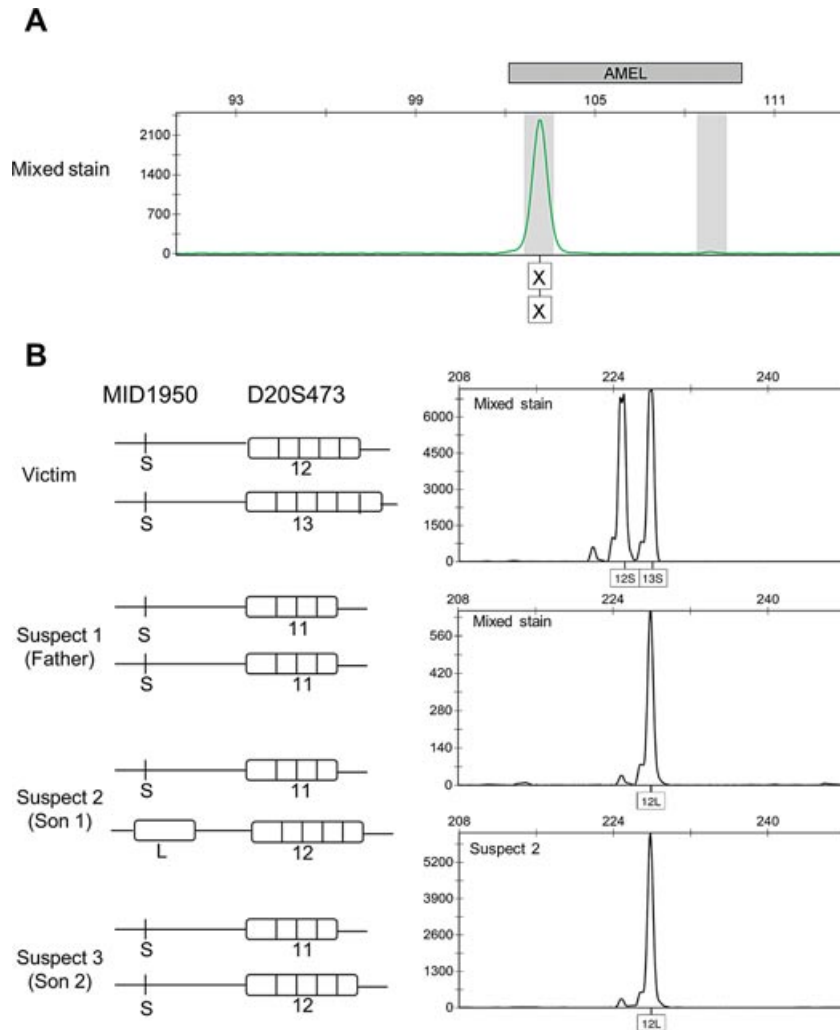 A
AMEL
93 99 105 111
Mixed stain
2100
1400
700
0
X
X
B
MID1950 D20S473
Victim
S 12
S 13
Suspect 1
(Father)
S 11
S 11
Suspect 2
(Son 1)
S 11
L 12
Suspect 3
(Son 2)
S 11
S 12
208 224 240
Mixed stain
6000
4500
3000
1500
0
12S 13S
208 224 240
Mixed stain
560
420
280
140
0
12L
208 224 240
Suspect 2
5200
3900
2600
1300
0
12L